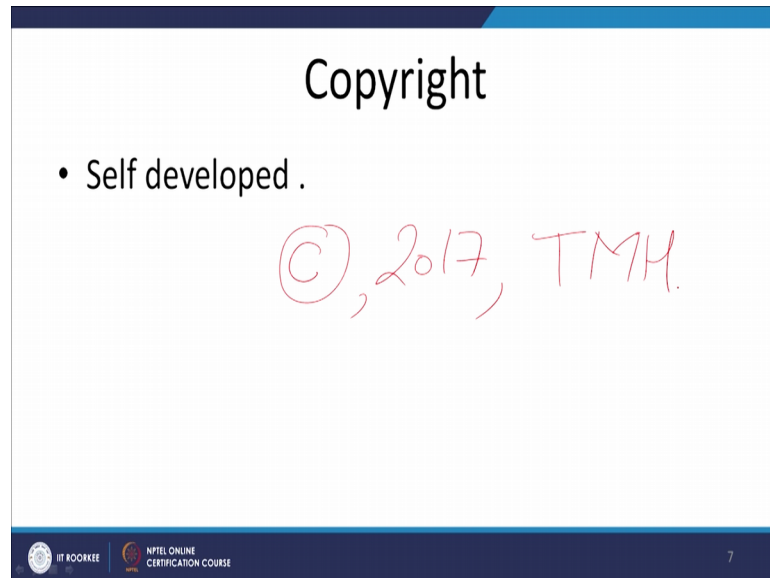 Copyright
• Self developed .
©, 2017, TMH.
IIT ROORKEE
NPTEL ONLINE
CERTIFICATION COURSE
7